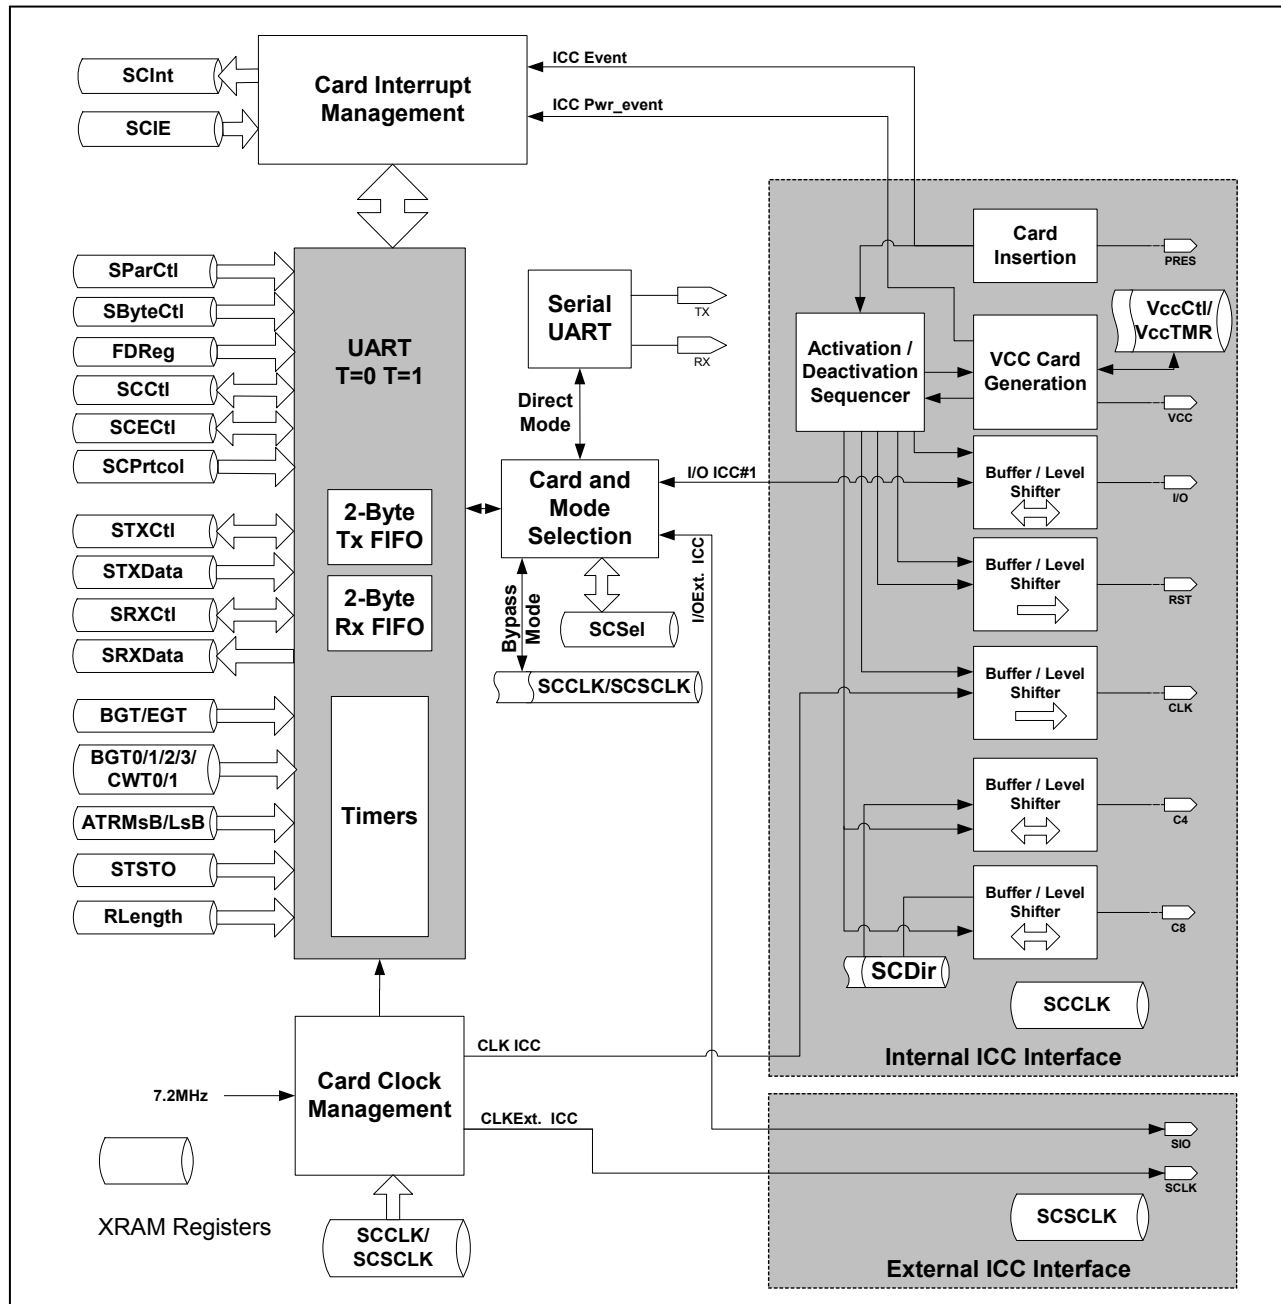 SCInt
SCIE
Card Interrupt
Management
ICC Event
ICC Pwr_event
SParCtl
SByteCtl
FDReg
SCCtl
SCECtl
SCPrtcol
STXCtl
STXData
SRXCtl
SRXData
BGT/EGT
BGT0/1/2/3/
CWT0/1
ATRMsB/LsB
STSTO
RLength
UART
T=0 T=1
2-Byte
Tx FIFO
2-Byte
Rx FIFO
Timers
Serial
UART
TX
RX
Direct
Mode
Card and
Mode
Selection
Bypass
Mode
SCSel
SCCLK/SCSCLK
I/O ICC#1
I/OExt. ICC
Card
Insertion
PRES
Activation /
Deactivation
Sequencer
VCC Card
Generation
VccCtl/
VccTMR
VCC
Buffer / Level
Shifter
I/O
Buffer / Level
Shifter
RST
Buffer / Level
Shifter
CLK
Buffer / Level
Shifter
C4
Buffer / Level
Shifter
C8
SCDir
SCCLK
Internal ICC Interface
7.2MHz
Card Clock
Management
CLK ICC
CLKExt. ICC
SCCLK/
SCSCLK
XRAM Registers
SIO
SCLK
SCSCLK
External ICC Interface